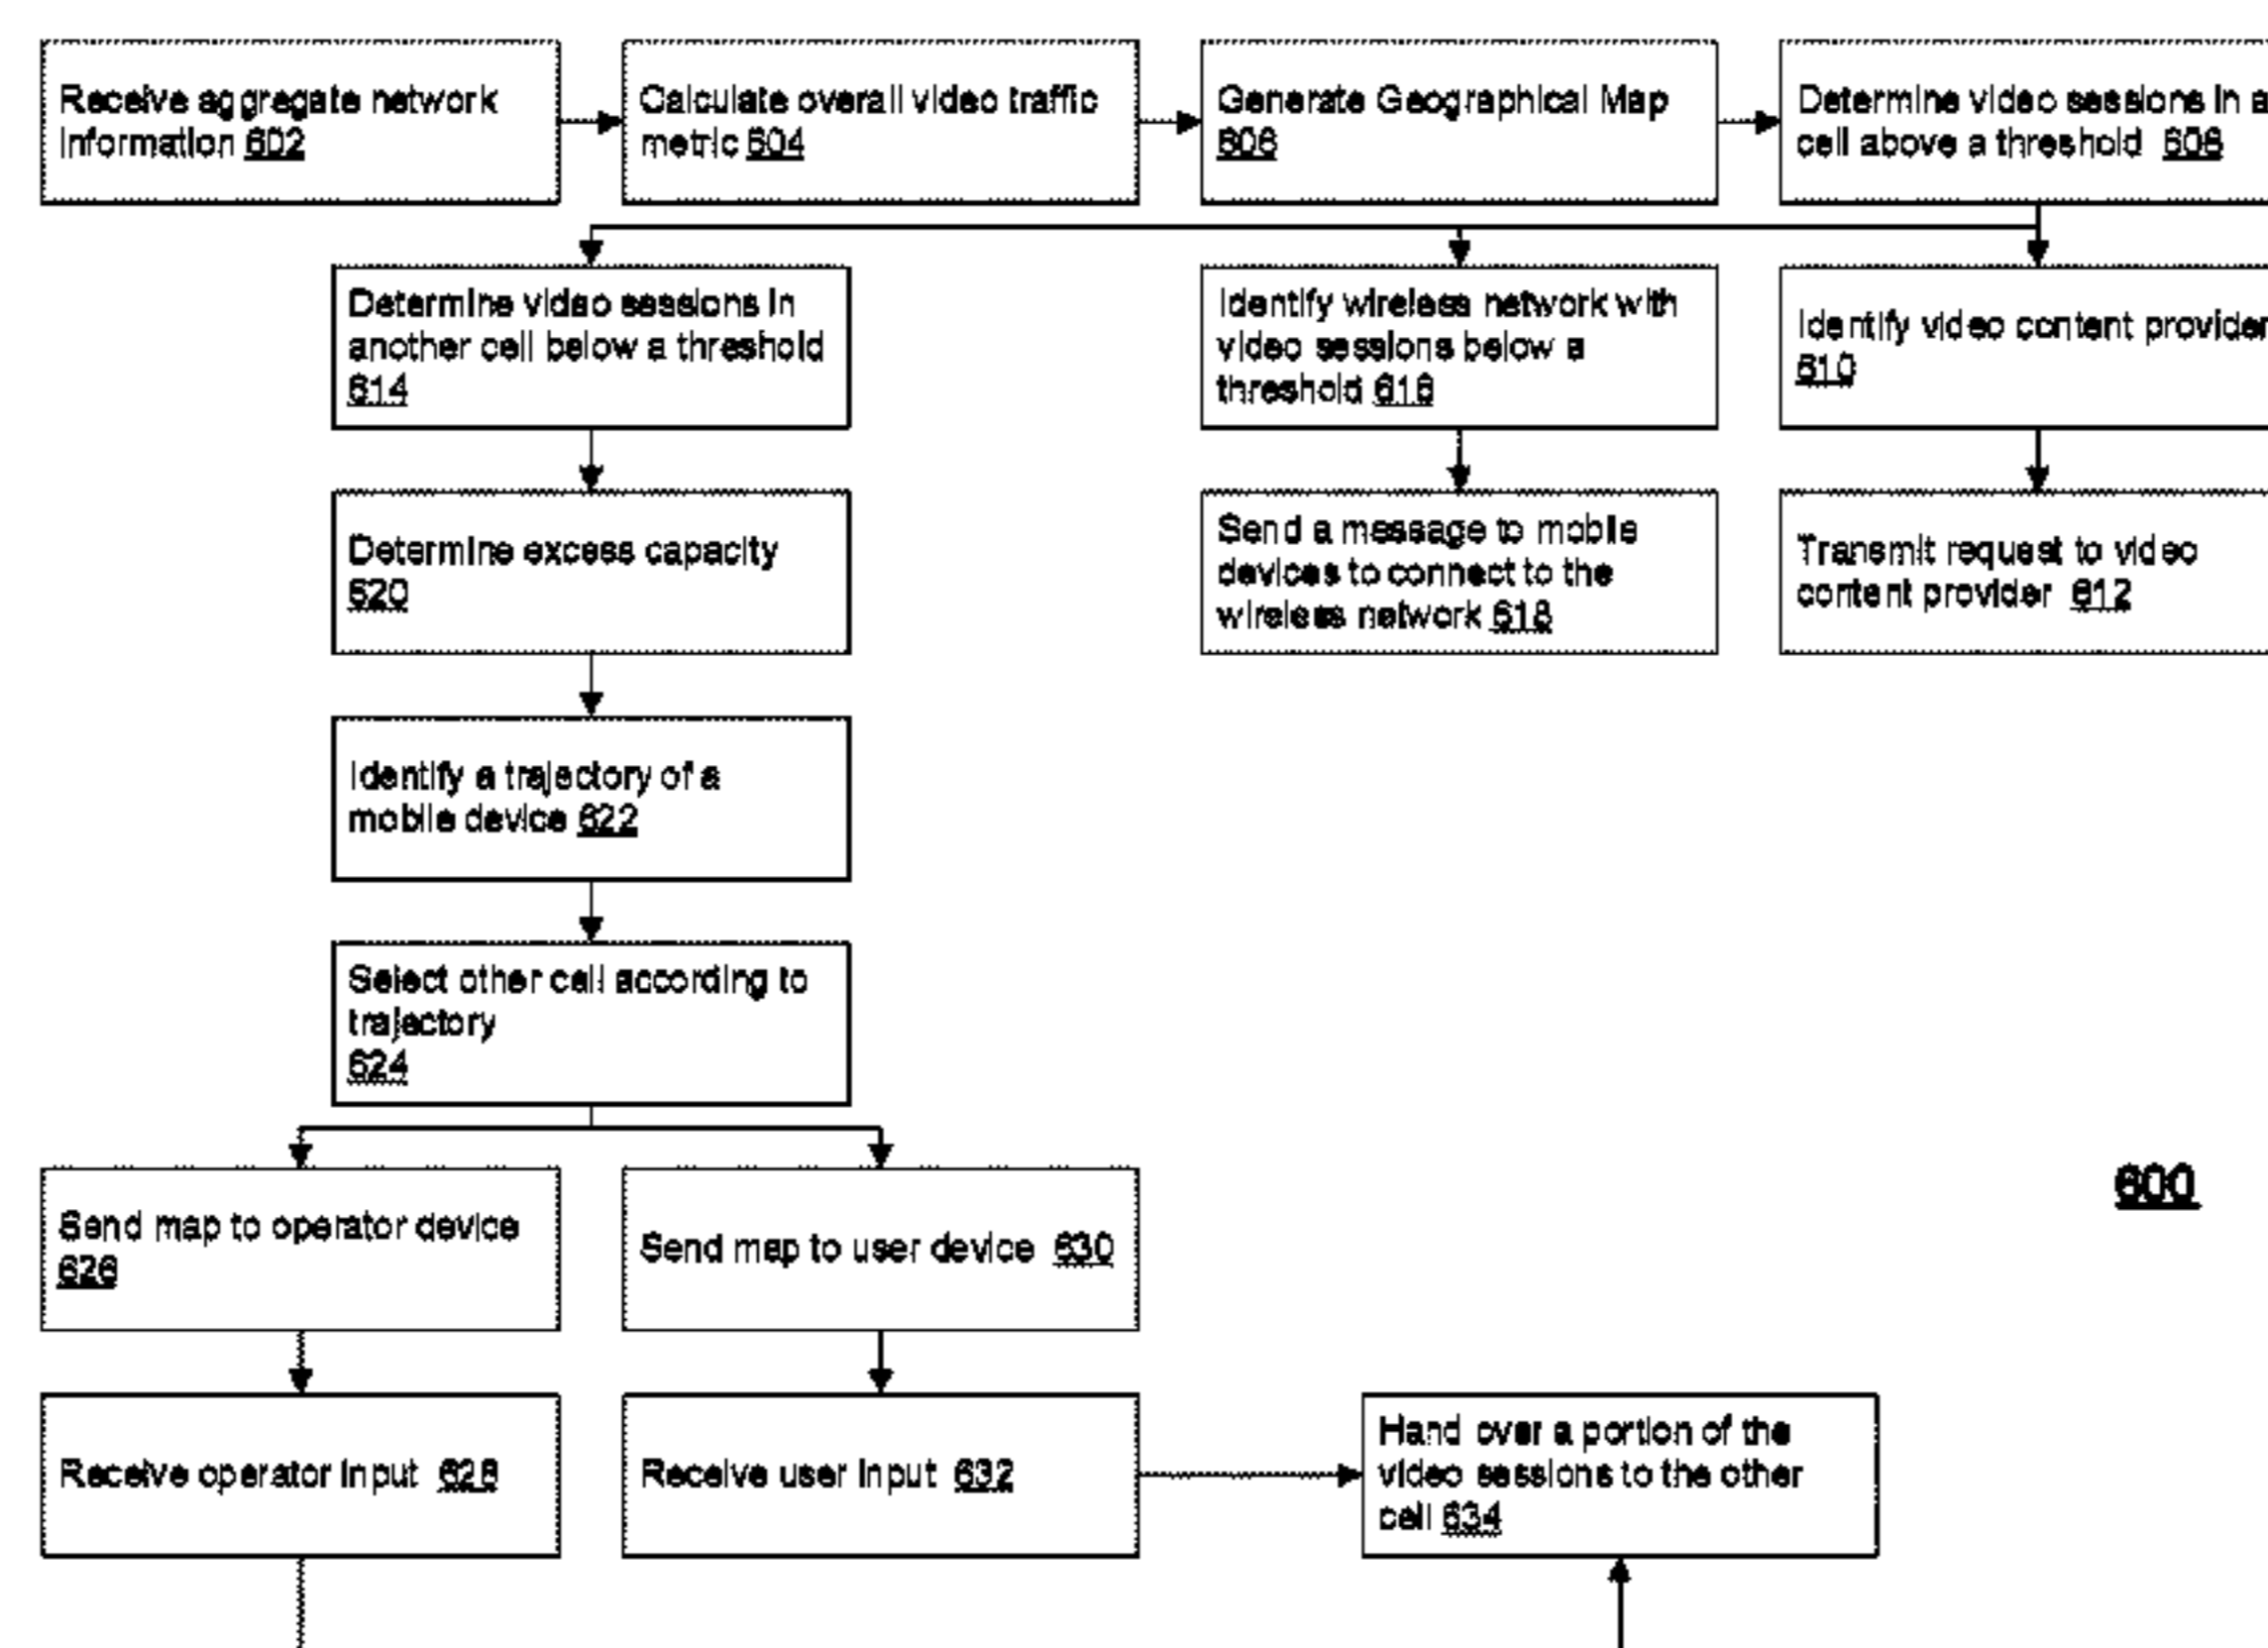 Receive aggregate network
information 602
Calculate overall video traffic
metric 604
Generate Geographical Map
606
Determine video sessions in a
cell above a threshold 608
Determine video sessions in
another cell below a threshold
614
Identify wireless network with
video sessions below a
threshold 616
Identify video content provider
610
Determine excess capacity
620
Send a message to mobile
devices to connect to the
wireless network 618
Transmit request to video
content provider 612
Identify a trajectory of a
mobile device 622
Select other cell according to
trajectory
624
Send map to operator device
626
Send map to user device 630
600
Receive operator input 628
Receive user input 632
Hand over a portion of the
video sessions to the other
cell 634